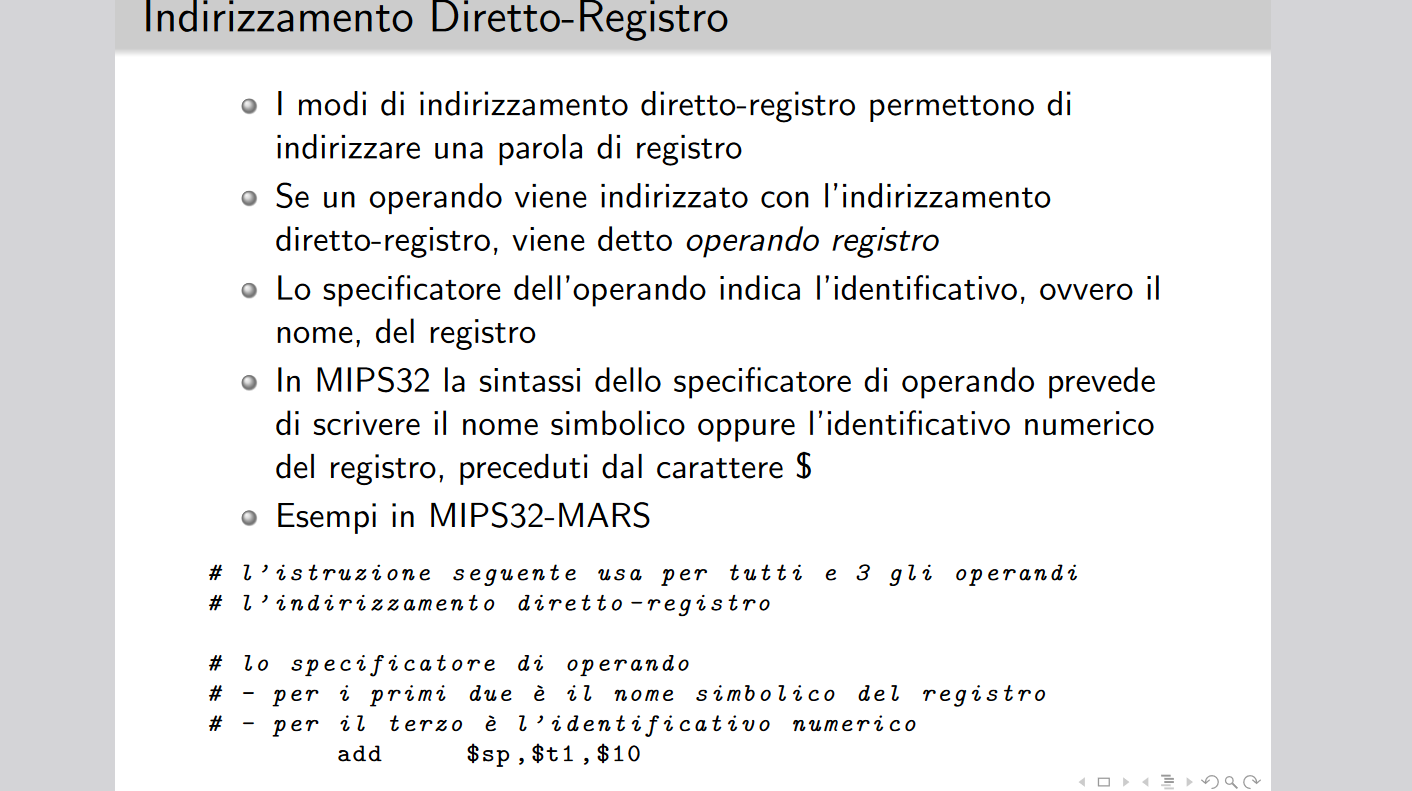 Indirizzamento Diretto-Registro
I modi di indirizzamento diretto-registro permettono di
indirizzare una parola di registro
Se un operando viene indirizzato con l'indirizzamento
diretto-registro, viene detto operando registro
Lo specificatore dell'operando indica l'identificativo, ovvero il
nome, del registro
In MIPS32 la sintassi dello specificatore di operando prevede
di scrivere il nome simbolico oppure l'identificativo numerico
del registro, preceduti dal carattere $
Esempi in MIPS32-MARS
# l'istruzione seguente usa per tutti e 3 gli operandi
# l'indirizzamento diretto-registro
# lo specificatore di operando
# - per i primi due è il nome simbolico del registro
# - per il terzo è l'identificativo numerico
add $sp,$t1,$10